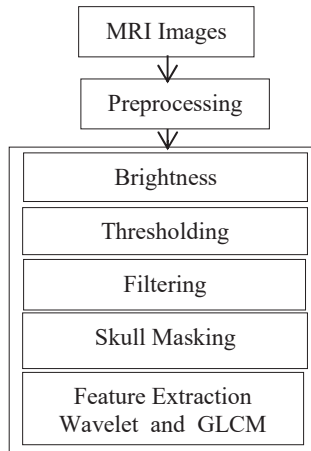 MRI Images
Preprocessing
Brightness
Thresholding
Filtering
Skull Masking
Feature Extraction
Wavelet and GLCM